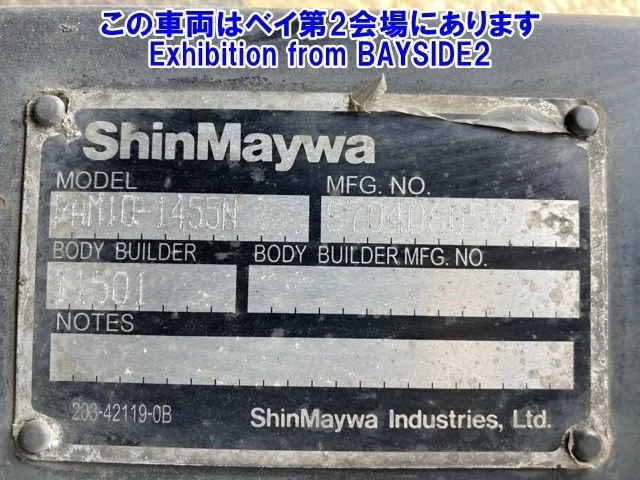 この車両はベイ第2会場にあります
Exhibition from BAYSIDE2
ShinMaywa
MODEL MFG. NO.
BODY BUILDER BODY BUILDER MFG. NO.
11501
NOTES
203-42119-0B ShinMaywa Industries, Ltd.